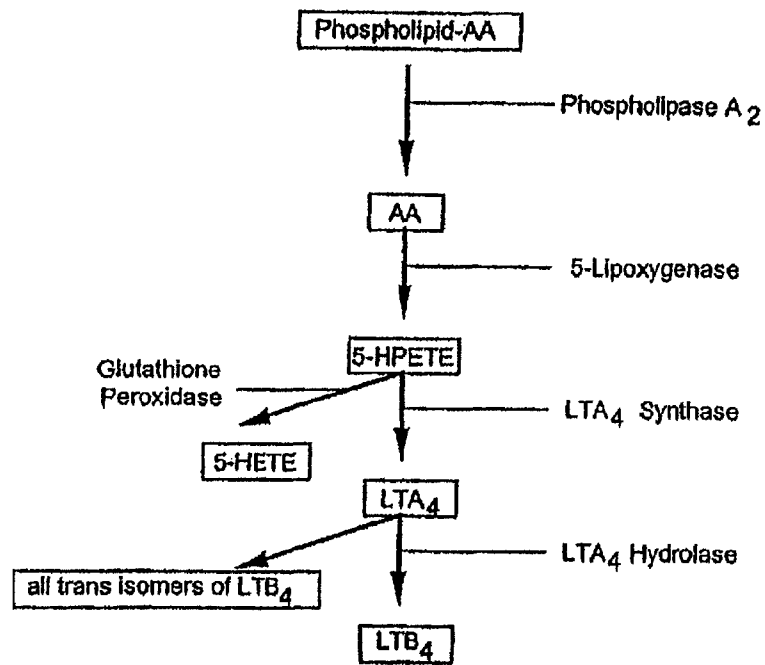 Phospholipid-AA
Phospholipase A2
AA
5-Lipoxygenase
5-HPETE
Glutathione
Peroxidase
LTA4 Synthase
5-HETE
LTA4
LTA4 Hydrolase
all trans isomers of LTB4
LTB4